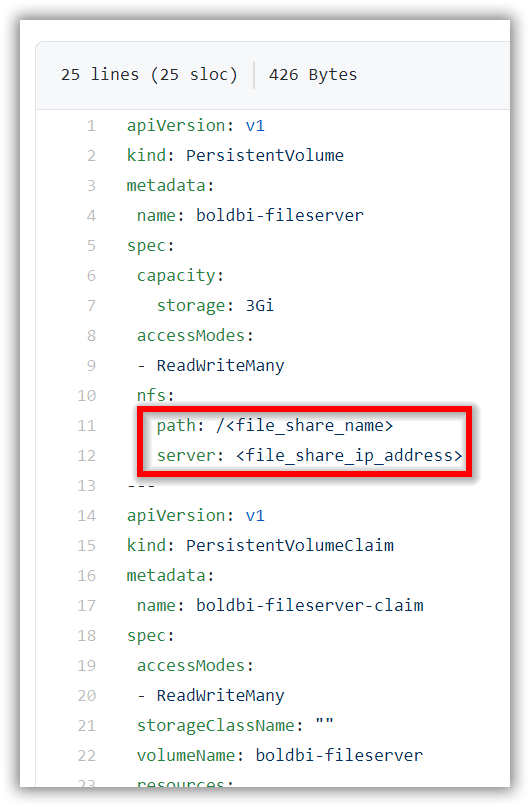 25 lines (25 sloc) 426 Bytes
1 apiVersion: v1
2 kind: PersistentVolume
3 metadata:
4  name: boldbi-fileserver
5 spec:
6  capacity:
7    storage: 3Gi
8  accessModes:
9  - ReadWriteMany
10  nfs:
11    path: /<file_share_name>
12    server: <file_share_ip_address>
13 ---
14 apiVersion: v1
15 kind: PersistentVolumeClaim
16 metadata:
17  name: boldbi-fileserver-claim
18 spec:
19  accessModes:
20  - ReadWriteMany
21  storageClassName: ""
22  volumeName: boldbi-fileserver
23  resources: